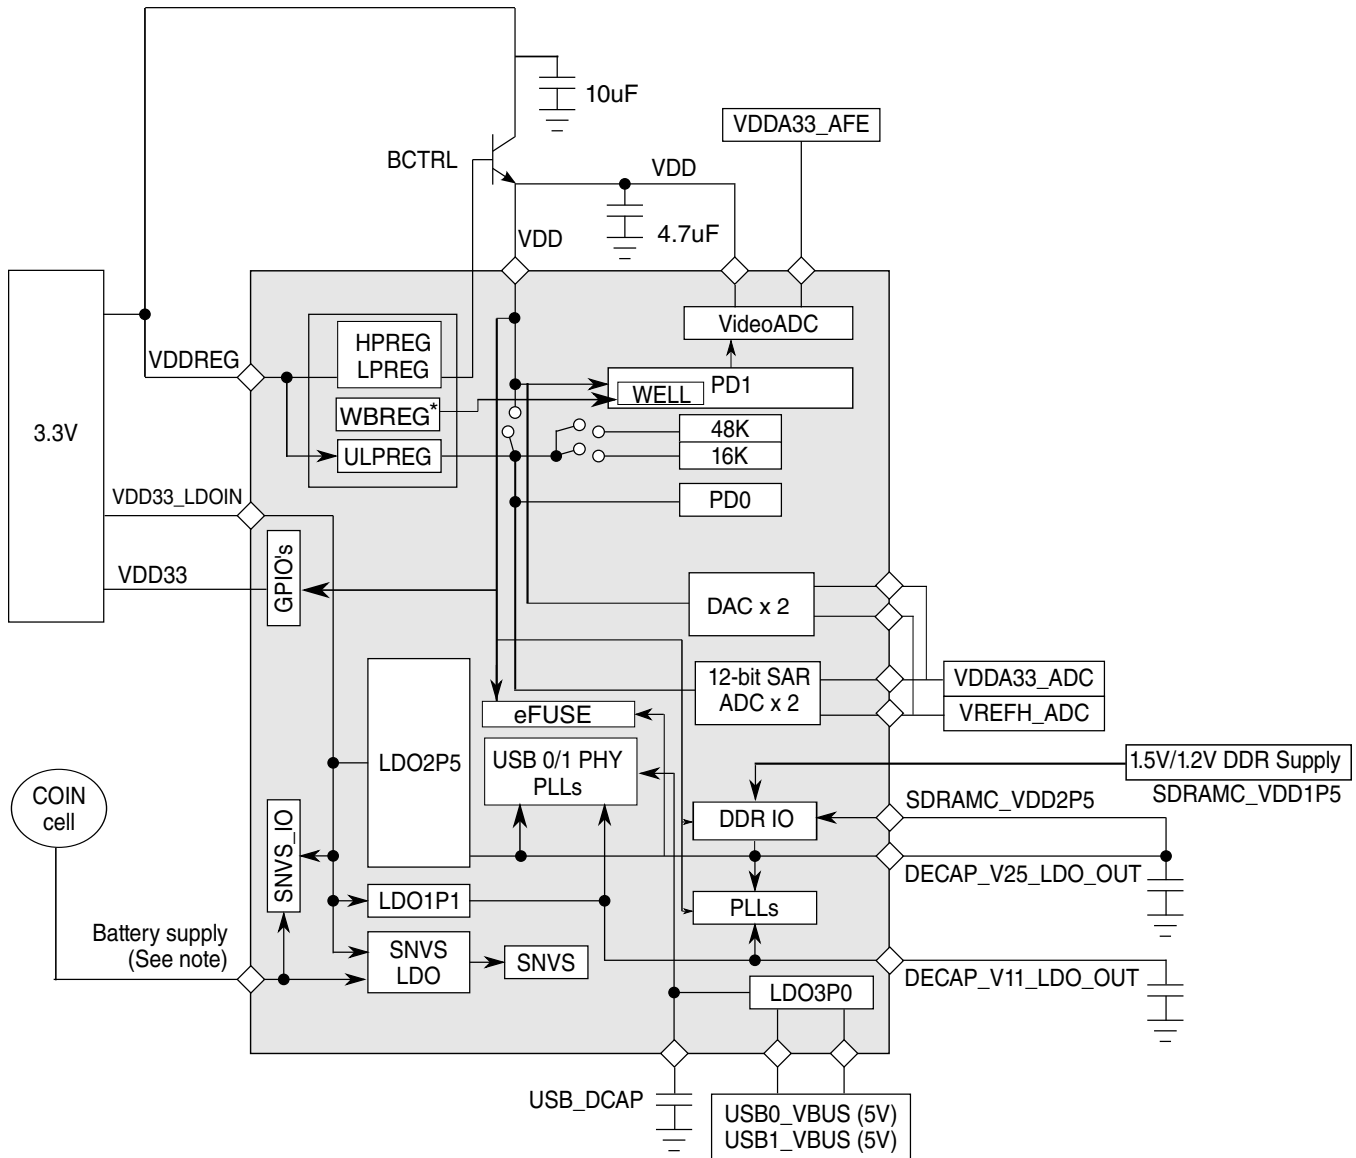 10uF
VDDA33_AFE
BCTRL
VDD
4.7uF
VDD
VideoADC
HPREG
LPREG
VDDREG
PD1
WELL
WBREG*
48K
3.3V
ULPREG
16K
VDD33_LDOIN
PD0
GPIO's
VDD33
DAC x 2
12-bit SAR
ADC x 2
VDDA33_ADC
VREFH_ADC
eFUSE
LDO2P5
USB 0/1 PHY
PLLs
1.5V/1.2V DDR Supply
SDRAMC_VDD1P5
COIN
cell
SDRAMC_VDD2P5
DDR IO
SNVS_IO
DECAP_V25_LDO_OUT
LDO1P1
PLLs
Battery supply
(See note)
SNVS
LDO
SNVS
DECAP_V11_LDO_OUT
LDO3P0
USB_DCAP
USB0_VBUS (5V)
USB1_VBUS (5V)